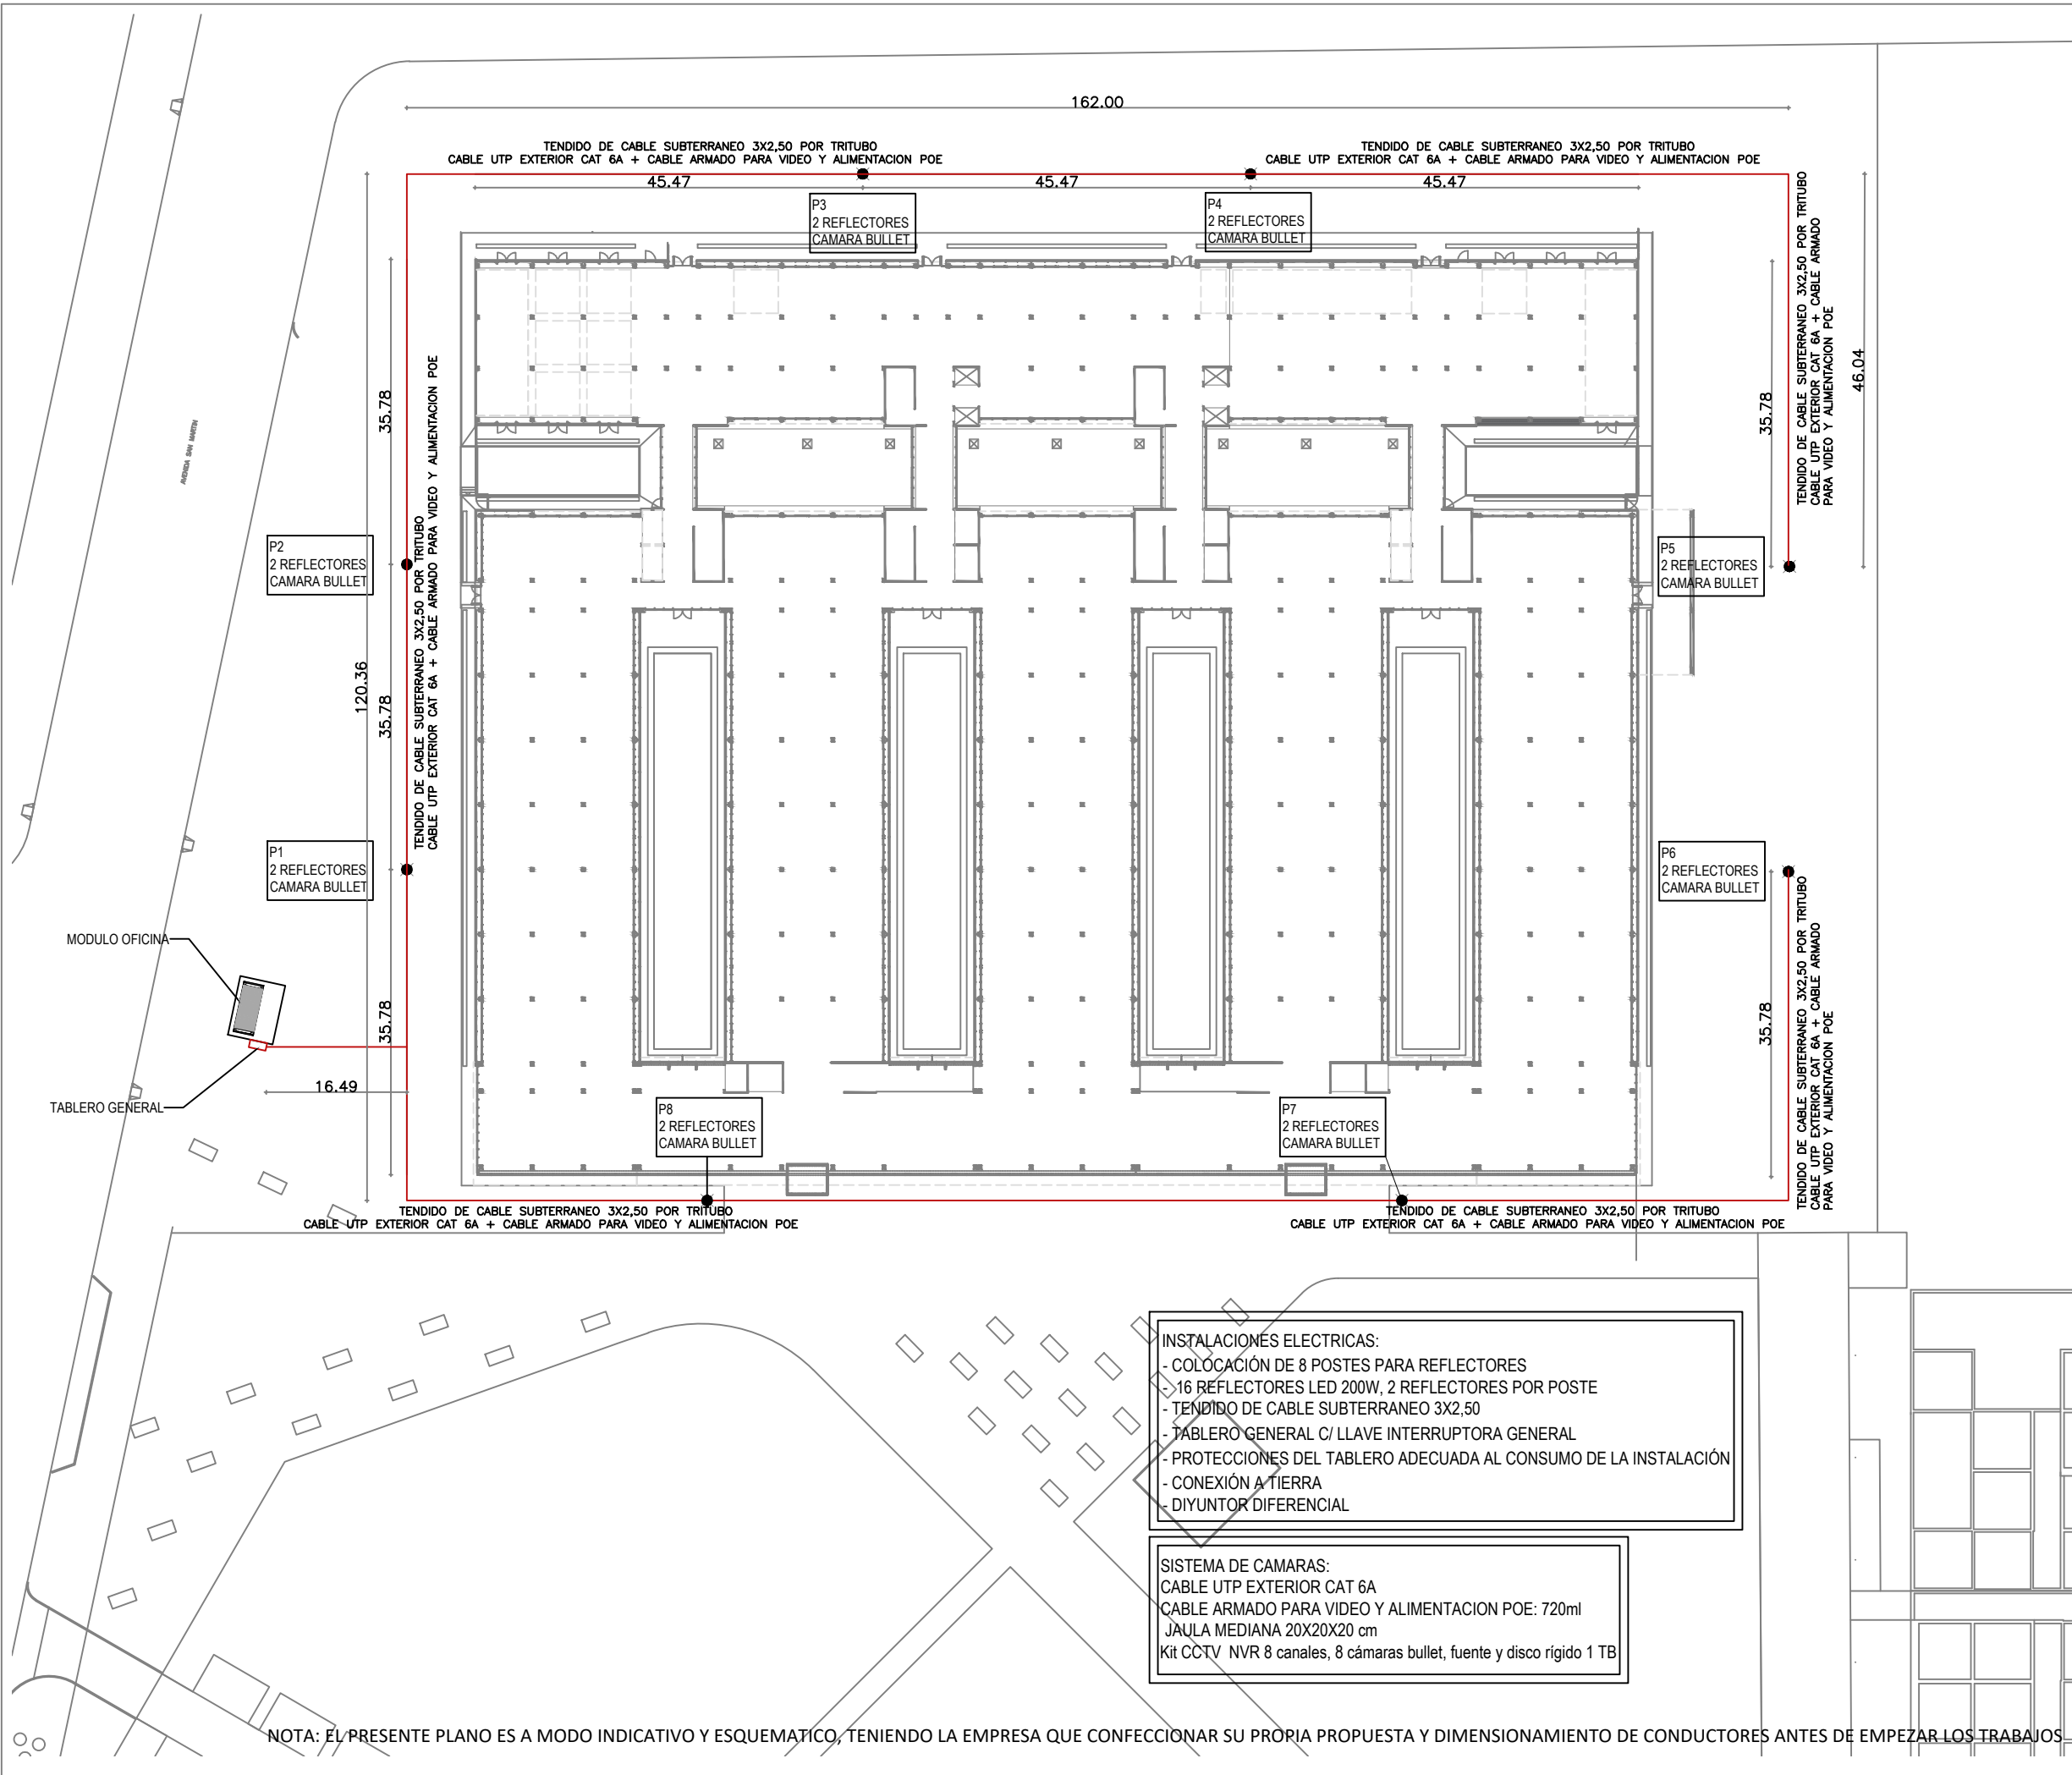 162.00
TENDIDO DE CABLE SUBTERRANEO 3X2,50 POR TRITUBO
CABLE UTP EXTERIOR CAT 6A + CABLE ARMADO PARA VIDEO Y ALIMENTACION POE
TENDIDO DE CABLE SUBTERRANEO 3X2,50 POR TRITUBO
CABLE UTP EXTERIOR CAT 6A + CABLE ARMADO PARA VIDEO Y ALIMENTACION POE
45.47
45.47
45.47
P3
2 REFLECTORES
CAMARA BULLET
P4
2 REFLECTORES
CAMARA BULLET
TENDIDO DE CABLE SUBTERRANEO 3X2,50 POR TRITUBO
CABLE UTP EXTERIOR CAT 6A + CABLE ARMADO
PARA VIDEO Y ALIMENTACION POE
46.04
35.78
35.78
AVENIDA SAN MARTIN
TENDIDO DE CABLE SUBTERRANEO 3X2,50 POR TRITUBO
CABLE UTP EXTERIOR CAT 6A + CABLE ARMADO PARA VIDEO Y ALIMENTACION POE
P2
2 REFLECTORES
CAMARA BULLET
P5
2 REFLECTORES
CAMARA BULLET
120.36
35.78
P1
2 REFLECTORES
CAMARA BULLET
P6
2 REFLECTORES
CAMARA BULLET
MODULO OFICINA
35.78
35.78
TENDIDO DE CABLE SUBTERRANEO 3X2,50 POR TRITUBO
CABLE UTP EXTERIOR CAT 6A + CABLE ARMADO
PARA VIDEO Y ALIMENTACION POE
16.49
TABLERO GENERAL
P8
2 REFLECTORES
CAMARA BULLET
P7
2 REFLECTORES
CAMARA BULLET
TENDIDO DE CABLE SUBTERRANEO 3X2,50 POR TRITUBO
CABLE UTP EXTERIOR CAT 6A + CABLE ARMADO PARA VIDEO Y ALIMENTACION POE
TENDIDO DE CABLE SUBTERRANEO 3X2,50 POR TRITUBO
CABLE UTP EXTERIOR CAT 6A + CABLE ARMADO PARA VIDEO Y ALIMENTACION POE
INSTALACIONES ELECTRICAS:
- COLOCACIÓN DE 8 POSTES PARA REFLECTORES
- 16 REFLECTORES LED 200W, 2 REFLECTORES POR POSTE
- TENDIDO DE CABLE SUBTERRANEO 3X2,50
- TABLERO GENERAL C/ LLAVE INTERRUPTORA GENERAL
- PROTECCIONES DEL TABLERO ADECUADA AL CONSUMO DE LA INSTALACIÓN
- CONEXIÓN A TIERRA
- DIYUNTOR DIFERENCIAL
SISTEMA DE CAMARAS:
CABLE UTP EXTERIOR CAT 6A
CABLE ARMADO PARA VIDEO Y ALIMENTACION POE: 720ml
JAULA MEDIANA 20X20X20 cm
Kit CCTV NVR 8 canales, 8 cámaras bullet, fuente y disco rígido 1 TB
NOTA: EL PRESENTE PLANO ES A MODO INDICATIVO Y ESQUEMATICO, TENIENDO LA EMPRESA QUE CONFECCIONAR SU PROPIA PROPUESTA Y DIMENSIONAMIENTO DE CONDUCTORES ANTES DE EMPEZAR LOS TRABAJOS